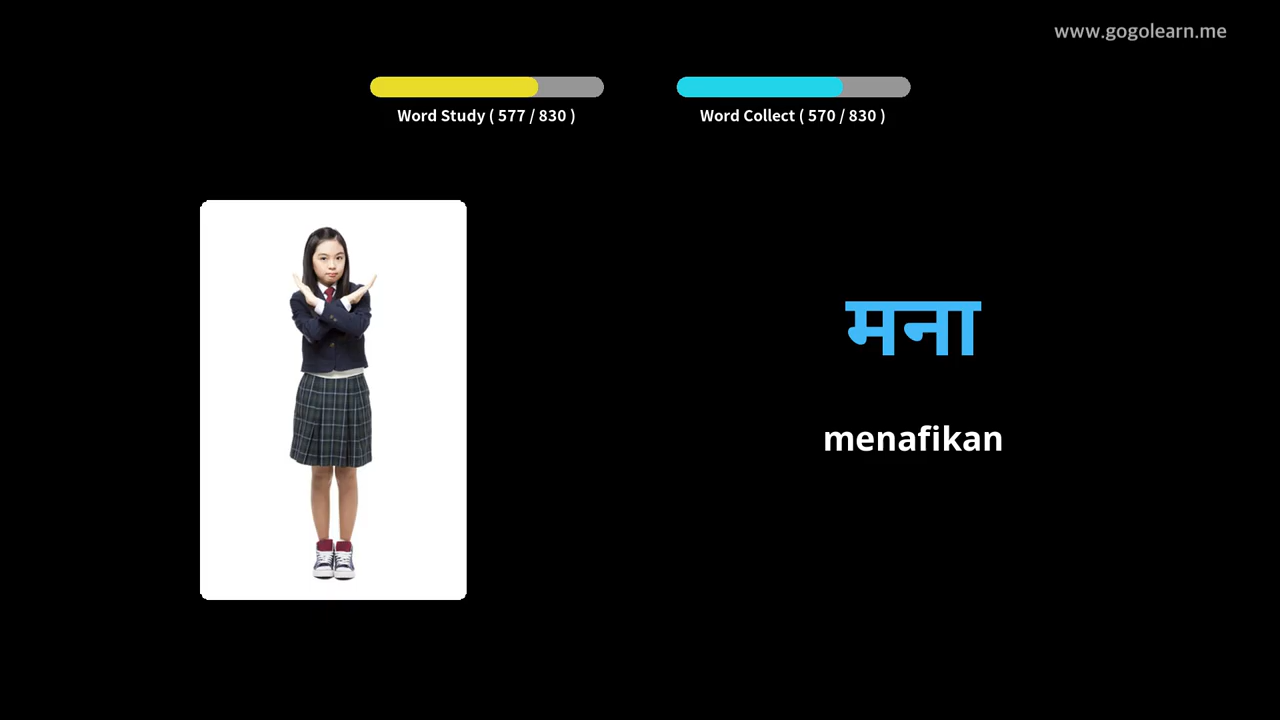 www.gogolearn.me
Word Study ( 577 / 830 )
Word Collect ( 570 / 830 )
मना
menafikan